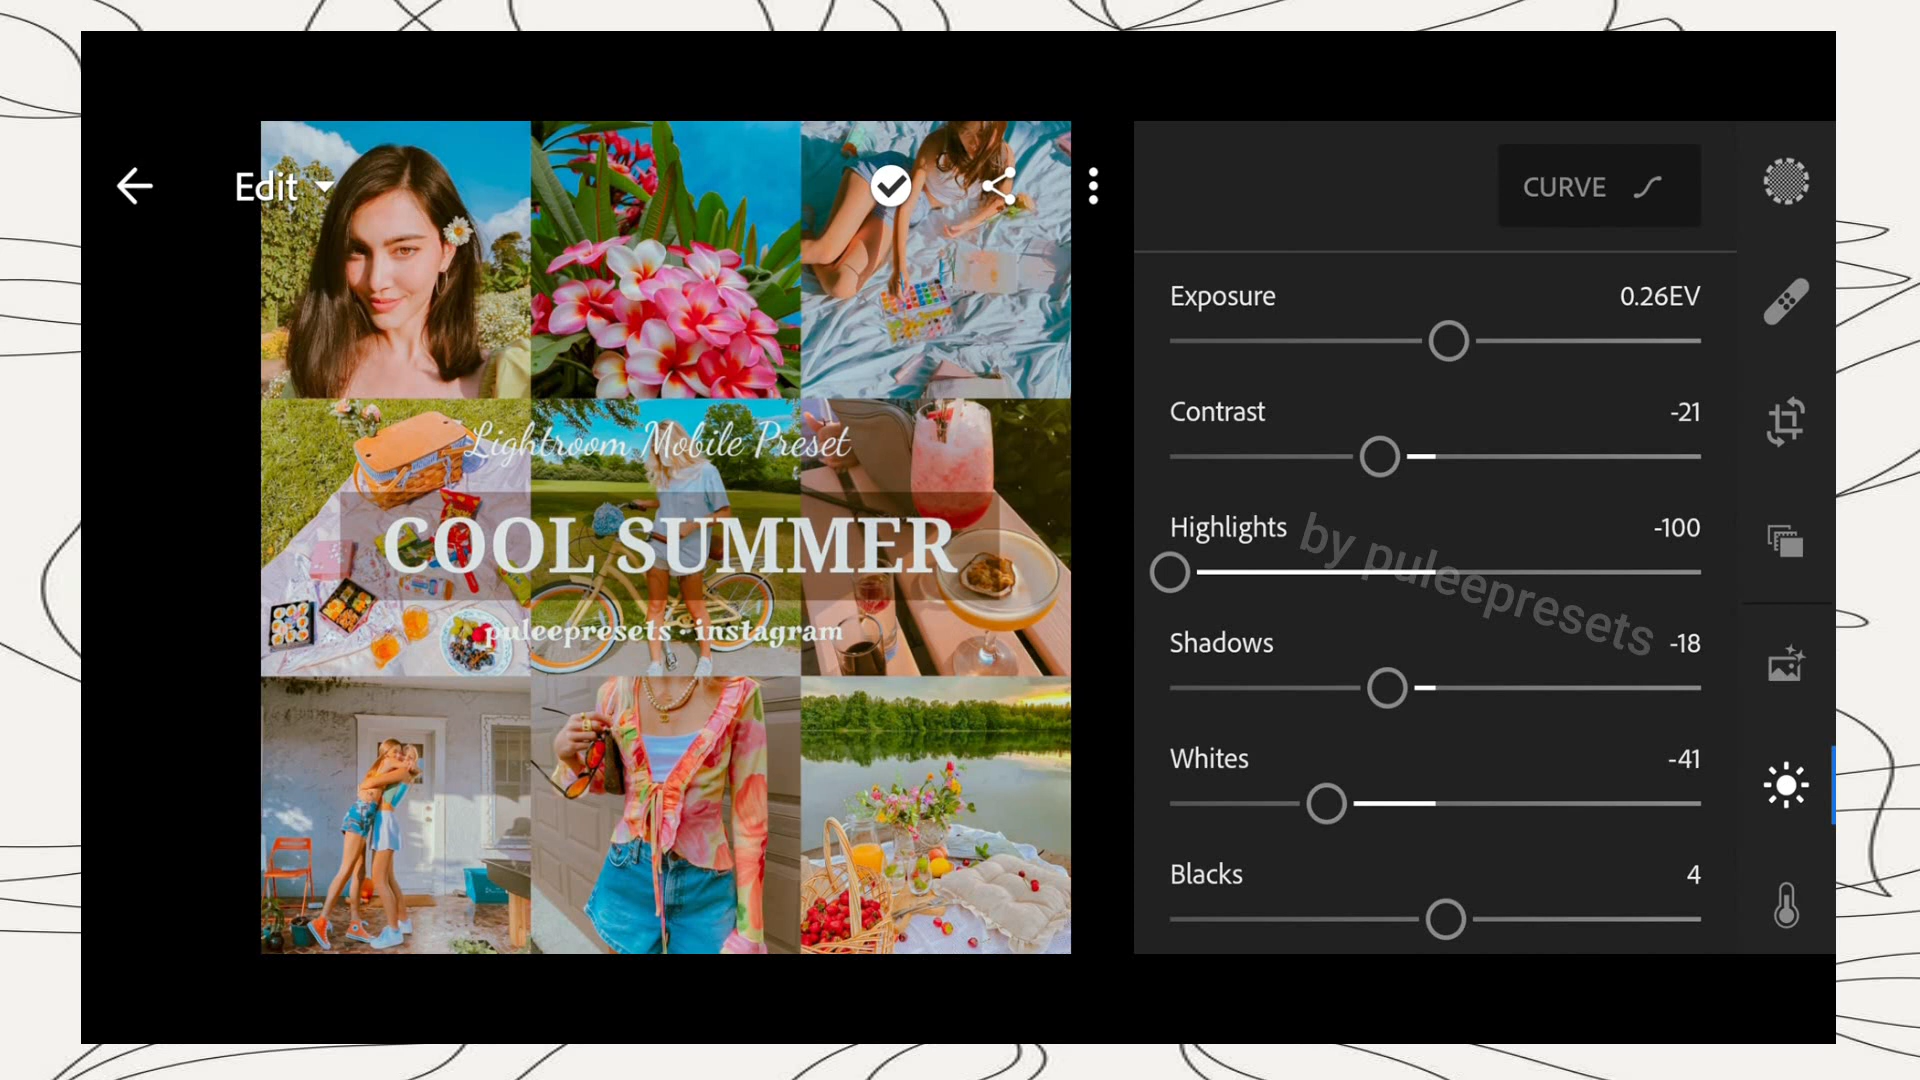 Edit
Lightroom Mobile Preset
COOL SUMMER
puleepresets - instagram
CURVE
Exposure 0.26EV
Contrast -21
Highlights -100
by puleepresets
Shadows -18
Whites -41
Blacks 4